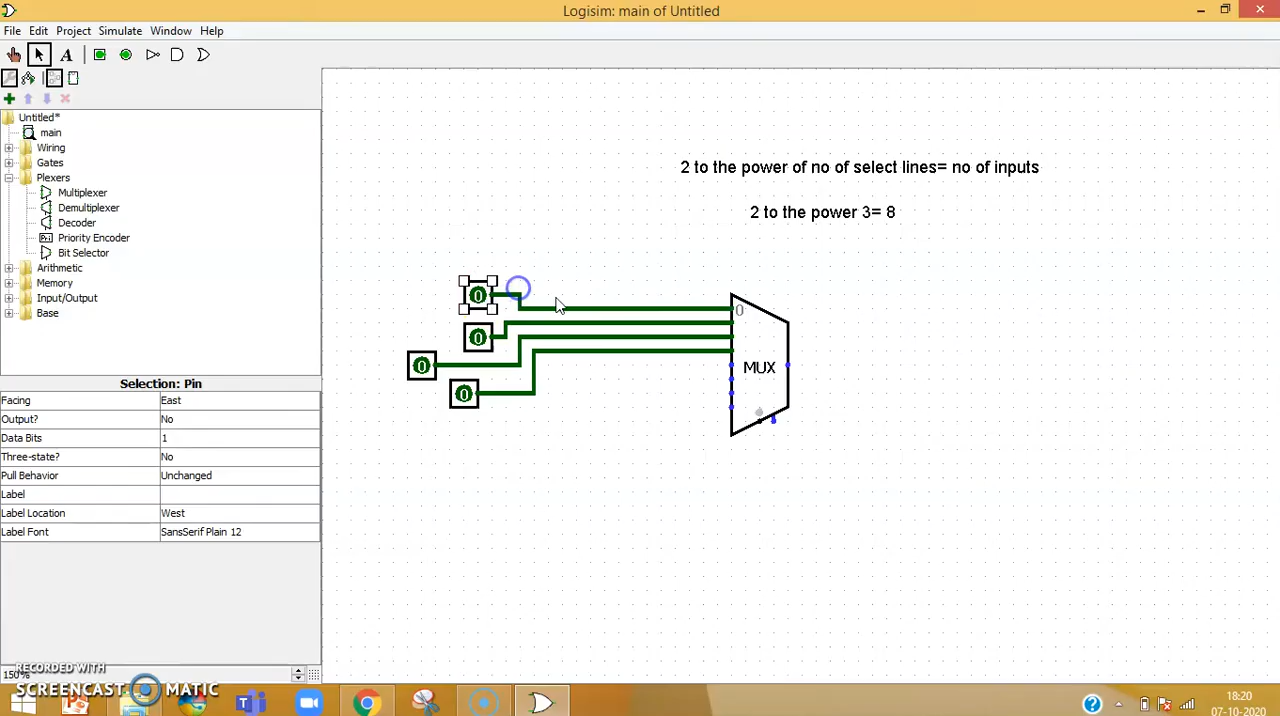 Logisim: main of Untitled
File Edit Project Simulate Window Help
A
Untitled*
main
Wiring
Gates
Plexers
Multiplexer
Demultiplexer
Decoder
Pri
Priority Encoder
Bit Selector
Arithmetic
Memory
Input/Output
Base
Selection: Pin
Facing East
Output? No
Data Bits 1
Three-state? No
Pull Behavior Unchanged
Label
Label Location West
Label Font SansSerif Plain 12
150%
2 to the power of no of select lines= no of inputs
2 to the power 3= 8
0
0
0
0
0
MUX
RECORDED WITH
SCREENCAST MATIC
18:20
07-10-2020